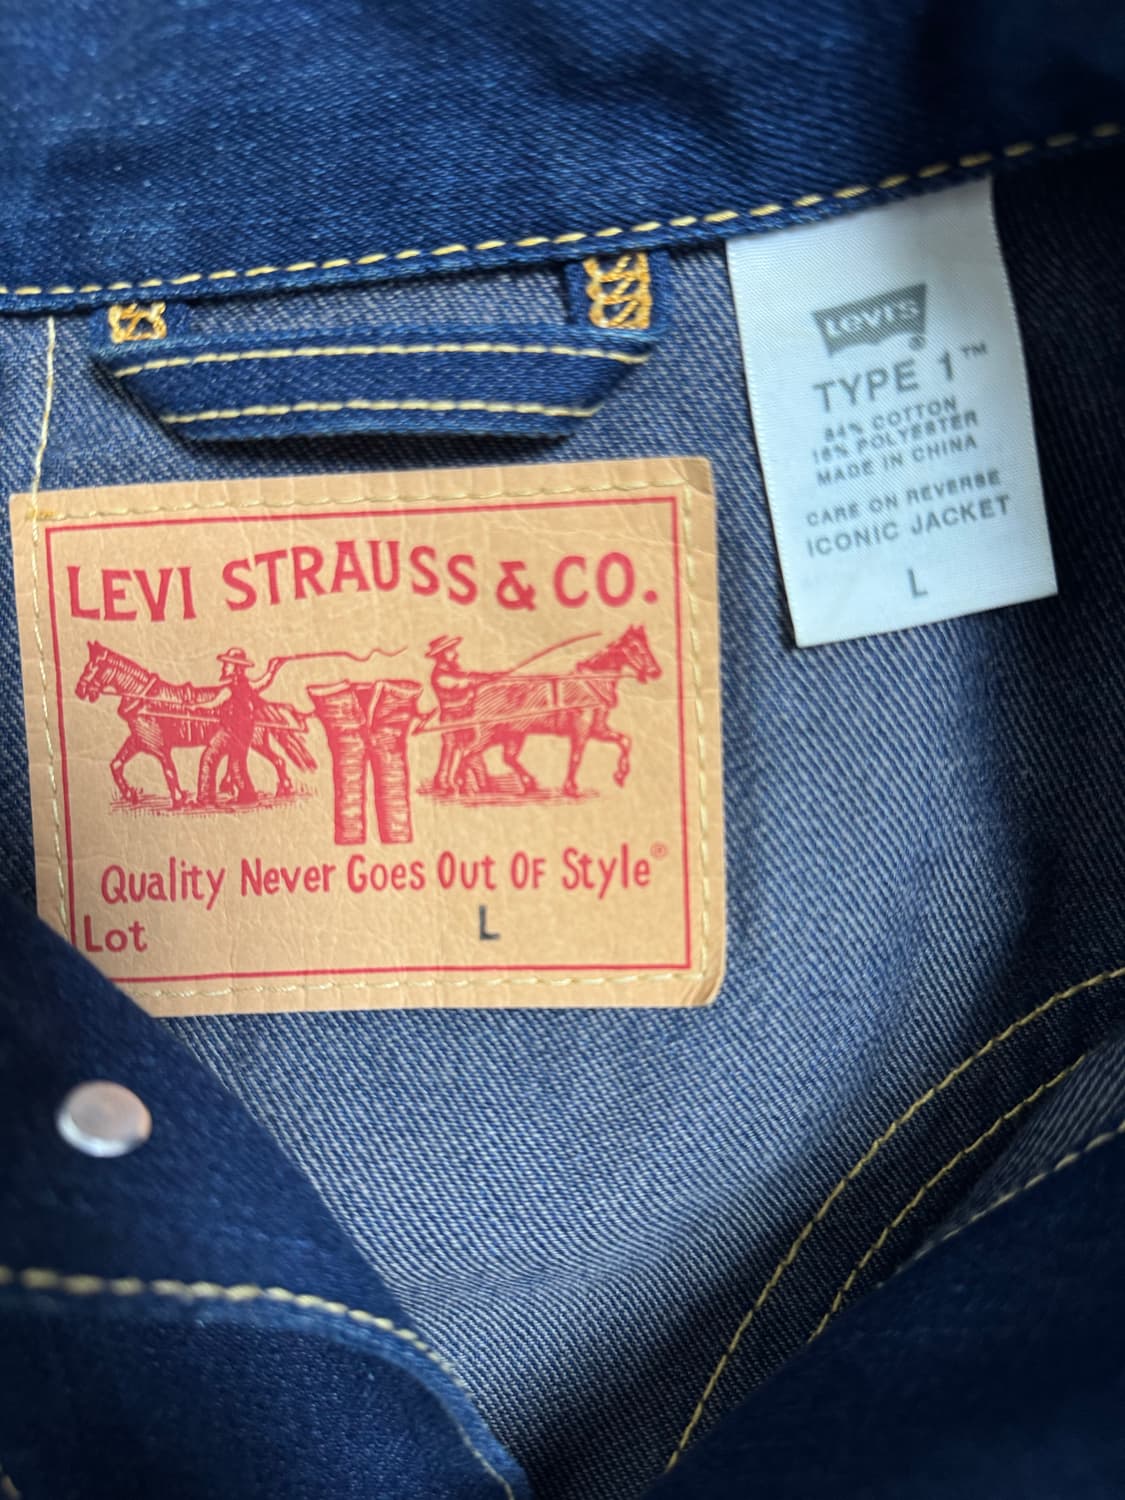 LEVI STRAUSS & CO.
Quality Never Goes Out Of Style®
Lot L
Levi's®
TYPE 1™
84% COTTON
16% POLYESTER
MADE IN CHINA
CARE ON REVERSE
ICONIC JACKET
L